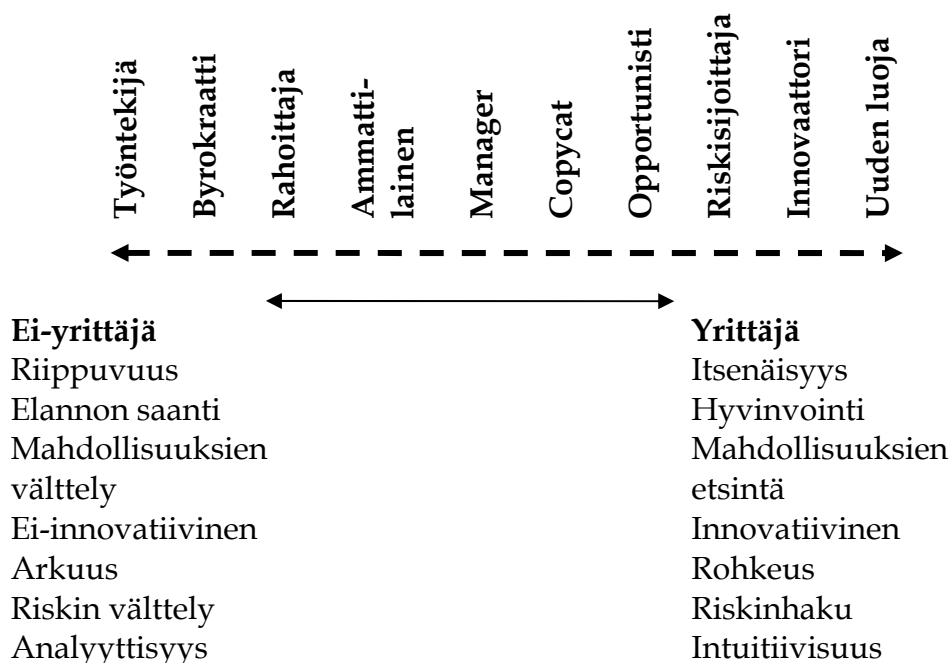 Työntekijä
Byrokraatti
Rahoittaja
Ammatti-
lainen
Manager
Copycat
Opportunisti
Riskisijoittaja
Innovaattori
Uuden luoja
Ei-yrittäjä
Riippuvuus
Elannon saanti
Mahdollisuuksien
välttely
Ei-innovatiivinen
Arkuus
Riskin välttely
Analyyttisyys
Yrittäjä
Itsenäisyys
Hyvinvointi
Mahdollisuuksien
etsintä
Innovatiivinen
Rohkeus
Riskinhaku
Intuitiivisuus